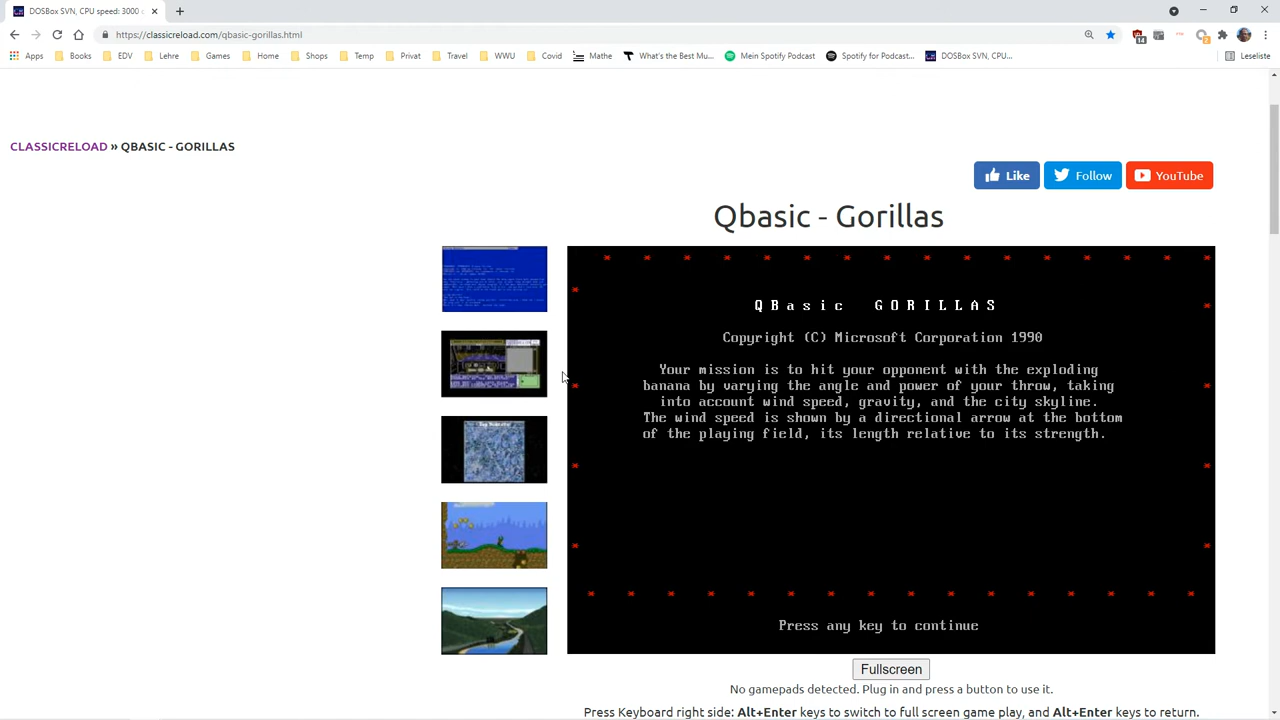 DOSBox SVN, CPU speed: 3000 c
https://classicreload.com/qbasic-gorillas.html
14
2
Apps
Books
EDV
Lehre
Games
Home
Shops
Temp
Privat
Travel
WWU
Covid
Mathe
What's the Best Mu...
Mein Spotify Podcast
Spotify for Podcast...
DOSBox SVN, CPU...
Leseliste
CLASSICRELOAD » QBASIC - GORILLAS
Like
Follow
YouTube
Qbasic - Gorillas
QBasic GORILLAS
Copyright (C) Microsoft Corporation 1990
Your mission is to hit your opponent with the exploding
banana by varying the angle and power of your throw, taking
into account wind speed, gravity, and the city skyline.
The wind speed is shown by a directional arrow at the bottom
of the playing field, its length relative to its strength.
Press any key to continue
Fullscreen
No gamepads detected. Plug in and press a button to use it.
Press Keyboard right side: Alt+Enter keys to switch to full screen game play, and Alt+Enter keys to return.